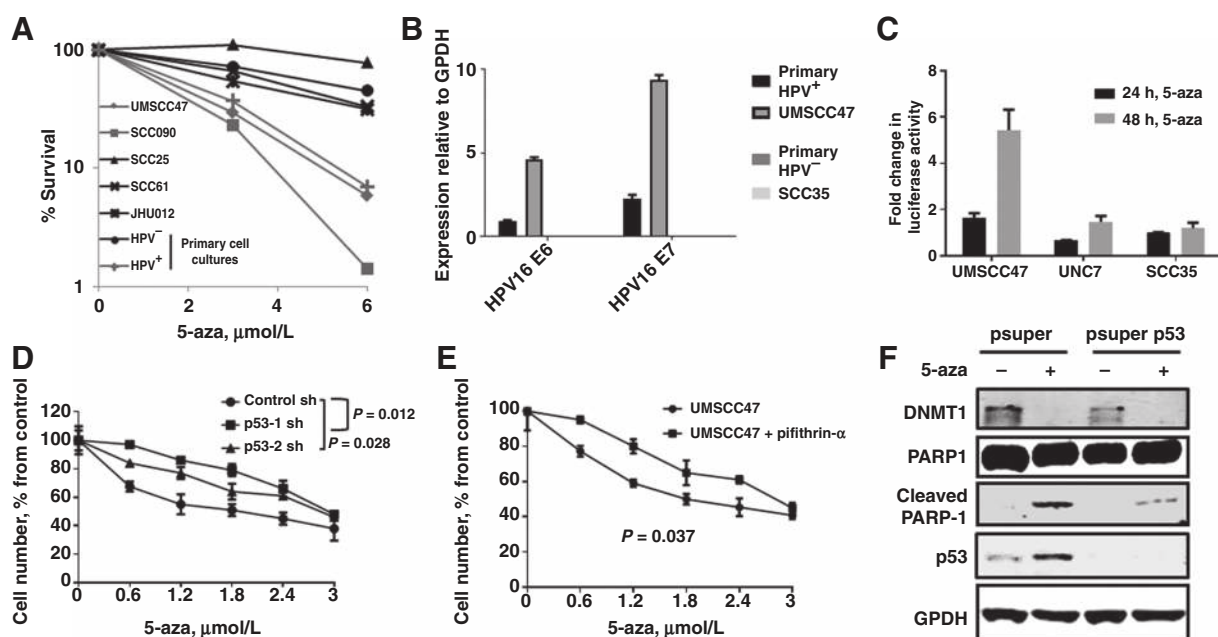 A
% Survival
100
10
1
UMSCC47
SCC090
SCC25
SCC61
JHU012
HPV–
HPV+
Primary cell
cultures
0
2
4
6
5-aza, μmol/L
B
Expression relative to GPDH
10
5
0
HPV16 E6
HPV16 E7
Primary
HPV+
UMSCC47
Primary
HPV–
SCC35
C
Fold change in
luciferase activity
8
6
4
2
0
24 h, 5-aza
48 h, 5-aza
UMSCC47
UNC7
SCC35
D
Cell number, % from control
120
100
80
60
40
20
0
Control sh
p53-1 sh
p53-2 sh
P = 0.012
P = 0.028
0
0.6
1.2
1.8
2.4
3
5-aza, μmol/L
E
Cell number, % from control
100
80
60
40
20
0
UMSCC47
UMSCC47 + pifithrin-α
P = 0.037
0
0.6
1.2
1.8
2.4
3
5-aza, μmol/L
F
psuper
psuper p53
5-aza – + – +
DNMT1
PARP1
Cleaved
PARP-1
p53
GPDH